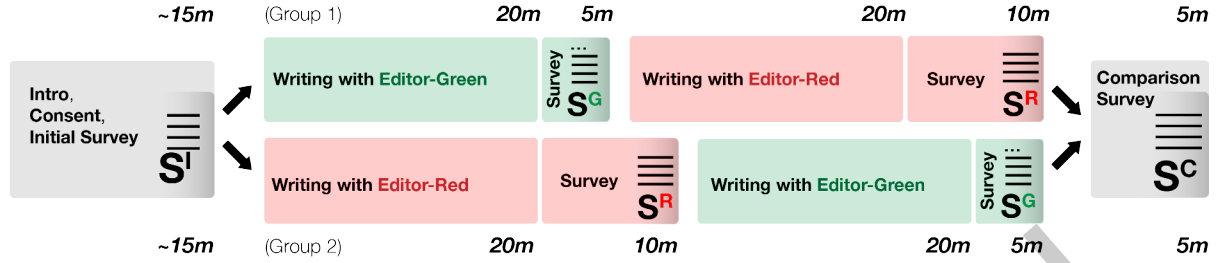 ~15m (Group 1) 20m 5m 20m 10m 5m
Intro,
Consent,
Initial Survey
S^I
Writing with Editor-Green
Survey
S^G
Writing with Editor-Red
Survey
S^R
Writing with Editor-Red
Survey
S^R
Writing with Editor-Green
Survey
S^G
Comparison
Survey
S^C
~15m (Group 2) 20m 10m 20m 5m 5m